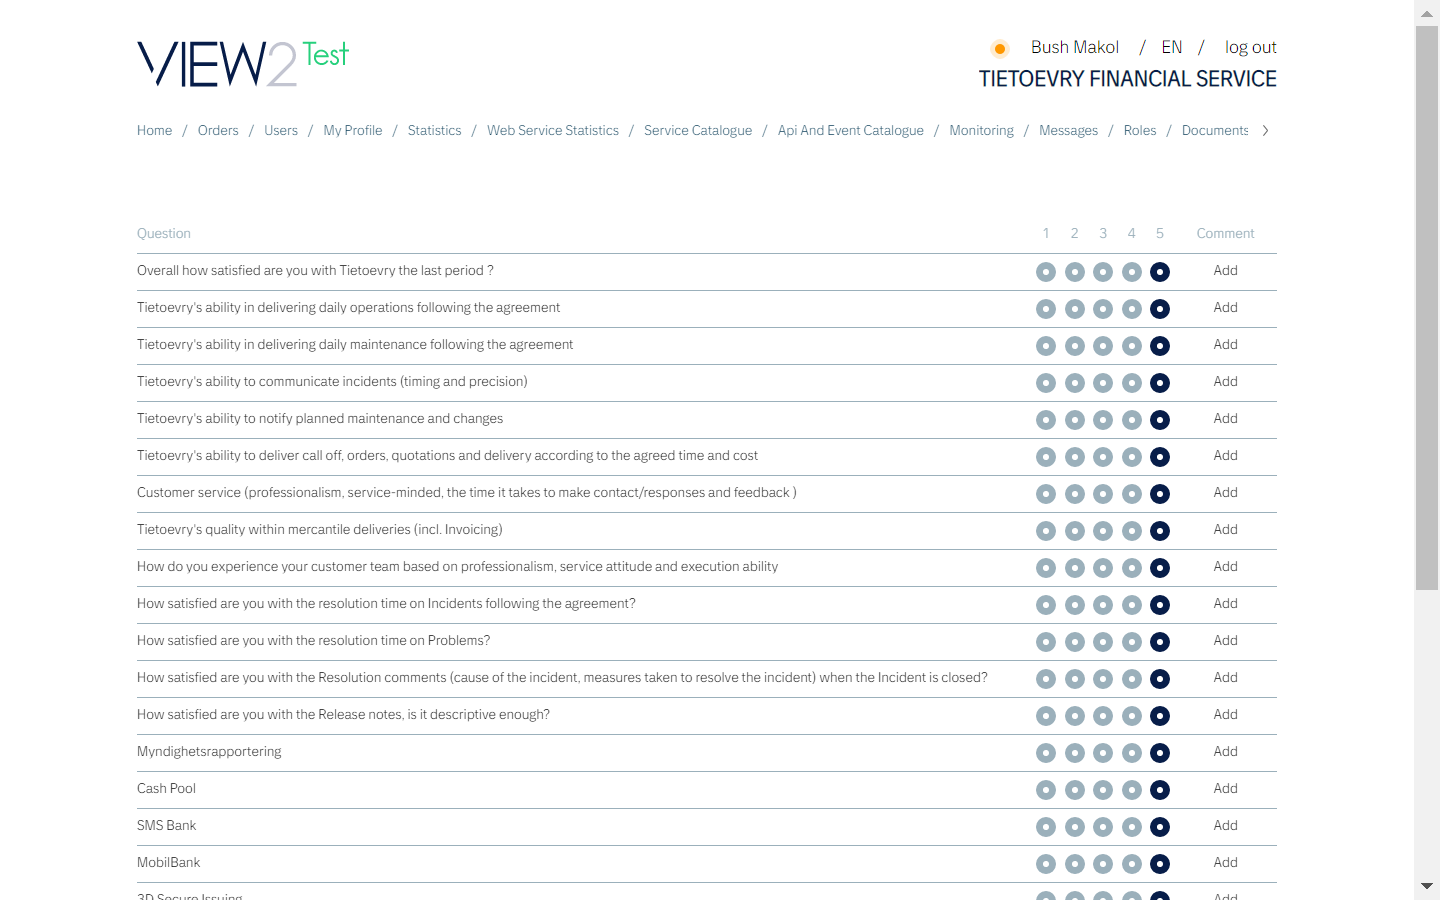 VIEW2 Test
Bush Makol / EN / log out
TIETOEVRY FINANCIAL SERVICE
Home / Orders / Users / My Profile / Statistics / Web Service Statistics / Service Catalogue / Api And Event Catalogue / Monitoring / Messages / Roles / Documents
Question 1 2 3 4 5 Comment
Overall how satisfied are you with Tietoevry the last period ? Add
Tietoevry's ability in delivering daily operations following the agreement Add
Tietoevry's ability in delivering daily maintenance following the agreement Add
Tietoevry's ability to communicate incidents (timing and precision) Add
Tietoevry's ability to notify planned maintenance and changes Add
Tietoevry's ability to deliver call off, orders, quotations and delivery according to the agreed time and cost Add
Customer service (professionalism, service-minded, the time it takes to make contact/responses and feedback ) Add
Tietoevry's quality within mercantile deliveries (incl. Invoicing) Add
How do you experience your customer team based on professionalism, service attitude and execution ability Add
How satisfied are you with the resolution time on Incidents following the agreement? Add
How satisfied are you with the resolution time on Problems? Add
How satisfied are you with the Resolution comments (cause of the incident, measures taken to resolve the incident) when the Incident is closed? Add
How satisfied are you with the Release notes, is it descriptive enough? Add
Myndighetsrapportering Add
Cash Pool Add
SMS Bank Add
MobilBank Add
3D Secure Issuing Add